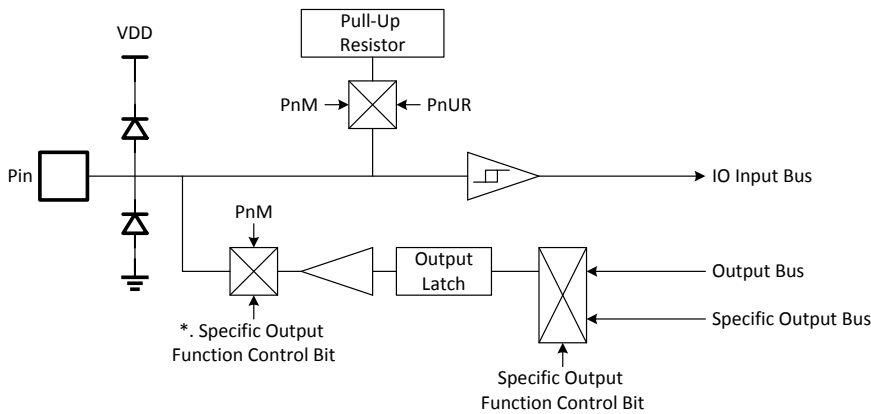 Pull-Up
Resistor
VDD
PnM
PnUR
Pin
IO Input Bus
PnM
Output
Latch
Output Bus
Specific Output Bus
*. Specific Output
Function Control Bit
Specific Output
Function Control Bit